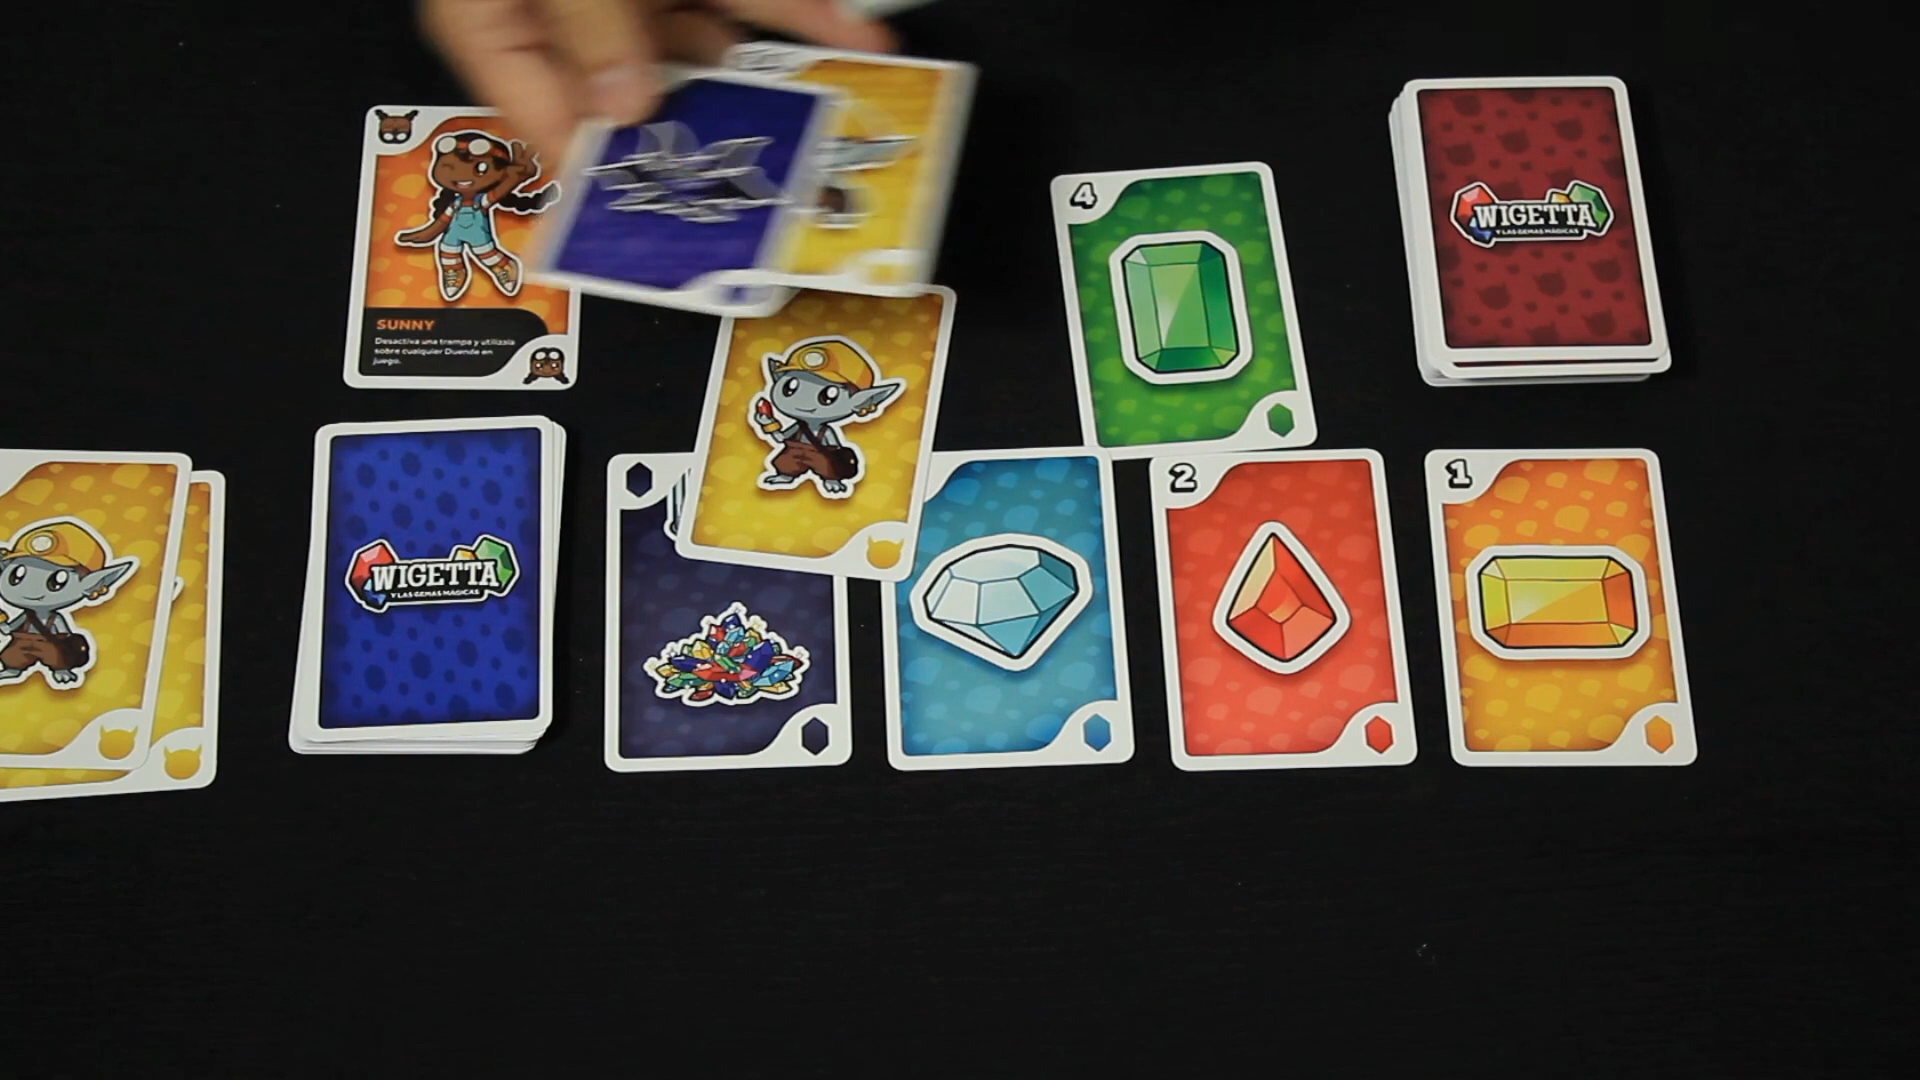 SUNNY
Desactiva una trampa y utilízala
sobre cualquier Duende en
juego.
4
WIGETTA
Y LAS GEMAS MÁGICAS
WIGETTA
Y LAS GEMAS MÁGICAS
2
1